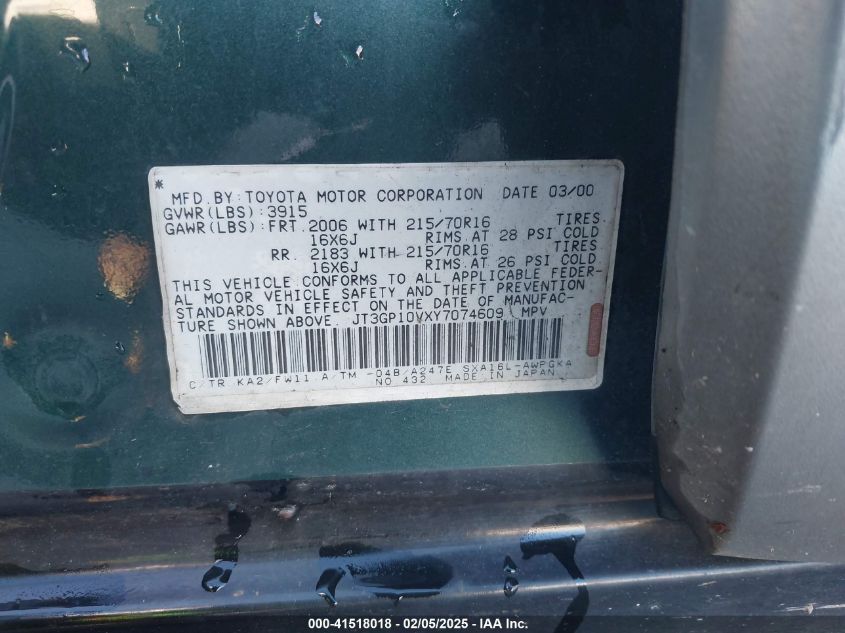 *
MFD. BY: TOYOTA MOTOR CORPORATION DATE 03/00
GVWR(LBS):3915
GAWR(LBS):FRT. 2006 WITH 215/70R16 TIRES
16X6J RIMS.AT 28 PSI COLD
RR. 2183 WITH 215/70R16 TIRES
16X6J RIMS.AT 26 PSI COLD
THIS VEHICLE CONFORMS TO ALL APPLICABLE FEDER-
AL MOTOR VEHICLE SAFETY AND THEFT PREVENTION
STANDARDS IN EFFECT ON THE DATE OF MANUFAC-
TURE SHOWN ABOVE. JT3GP10VXY7074609 MPV
C/TR KA2/FW11 A/TM -04B/A247E SXA16L-AWPGKA
NO 432 MADE IN JAPAN
000-41518018 - 02/05/2025 - IAA Inc.